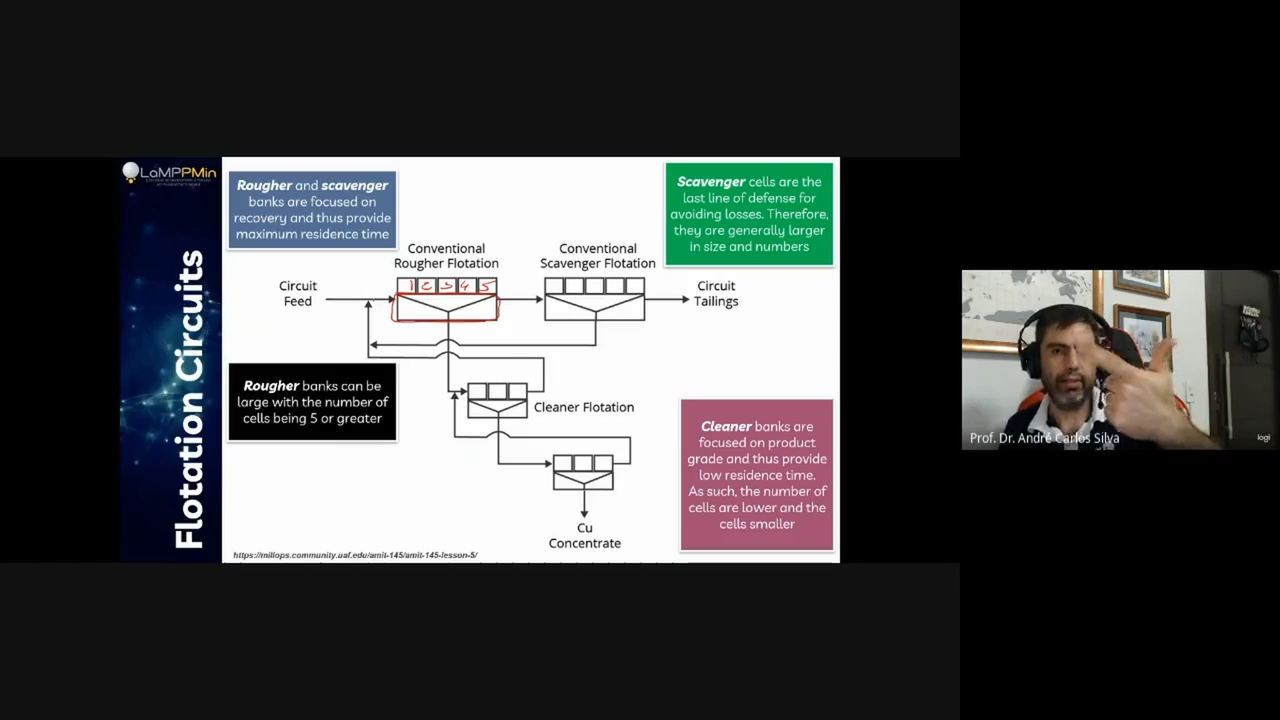 LaMPPMin
Flotation Circuits
Rougher and scavenger
banks are focused on
recovery and thus provide
maximum residence time
Scavenger cells are the
last line of defense for
avoiding losses. Therefore,
they are generally larger
in size and numbers
Conventional
Rougher Flotation
Conventional
Scavenger Flotation
Circuit
Feed
1 2 3 4 5
Circuit
Tailings
Rougher banks can be
large with the number of
cells being 5 or greater
Cleaner Flotation
Cleaner banks are
focused on product
grade and thus provide
low residence time.
As such, the number of
cells are lower and the
cells smaller
Cu
Concentrate
https://millops.community.uaf.edu/amit-145/amit-145-lesson-5/
Prof. Dr. André Carlos Silva
logi